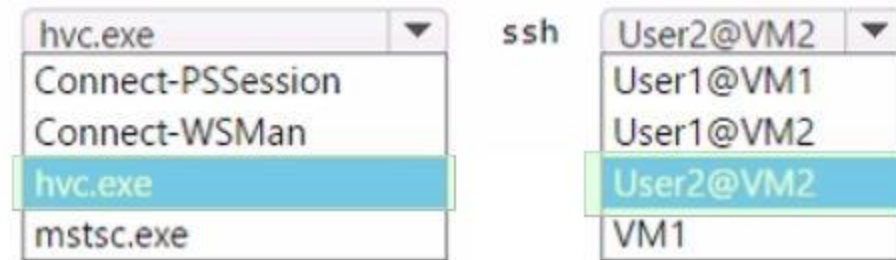 hvc.exe ssh User2@VM2
Connect-PSSession User1@VM1
Connect-WSMan User1@VM2
hvc.exe User2@VM2
mstsc.exe VM1